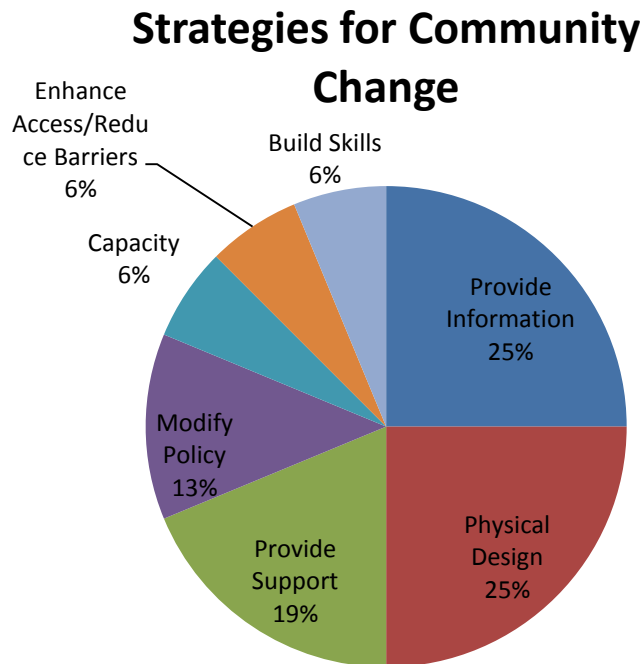 Strategies for Community
Change
Enhance
Access/Redu
ce Barriers
6%
Build Skills
6%
Capacity
6%
Provide
Information
25%
Modify
Policy
13%
Physical
Design
25%
Provide
Support
19%